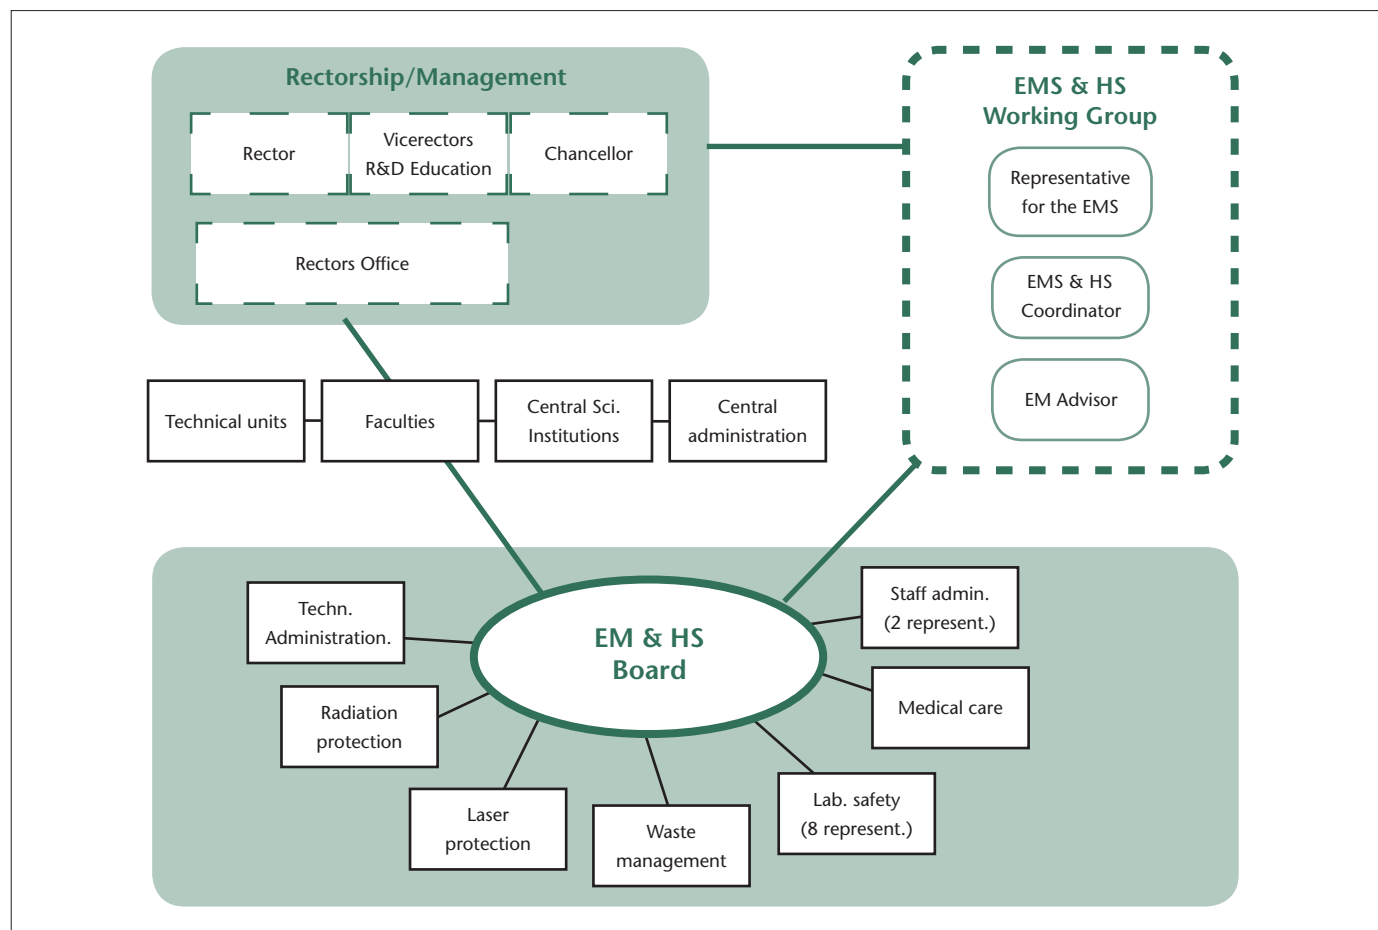 Rectorship/Management
Rector
Vicerectors
R&D Education
Chancellor
Rectors Office
EMS & HS
Working Group
Representative
for the EMS
EMS & HS
Coordinator
EM Advisor
Technical units
Faculties
Central Sci.
Institutions
Central
administration
EM & HS
Board
Techn.
Administration.
Radiation
protection
Laser
protection
Waste
management
Lab. safety
(8 represent.)
Medical care
Staff admin.
(2 represent.)